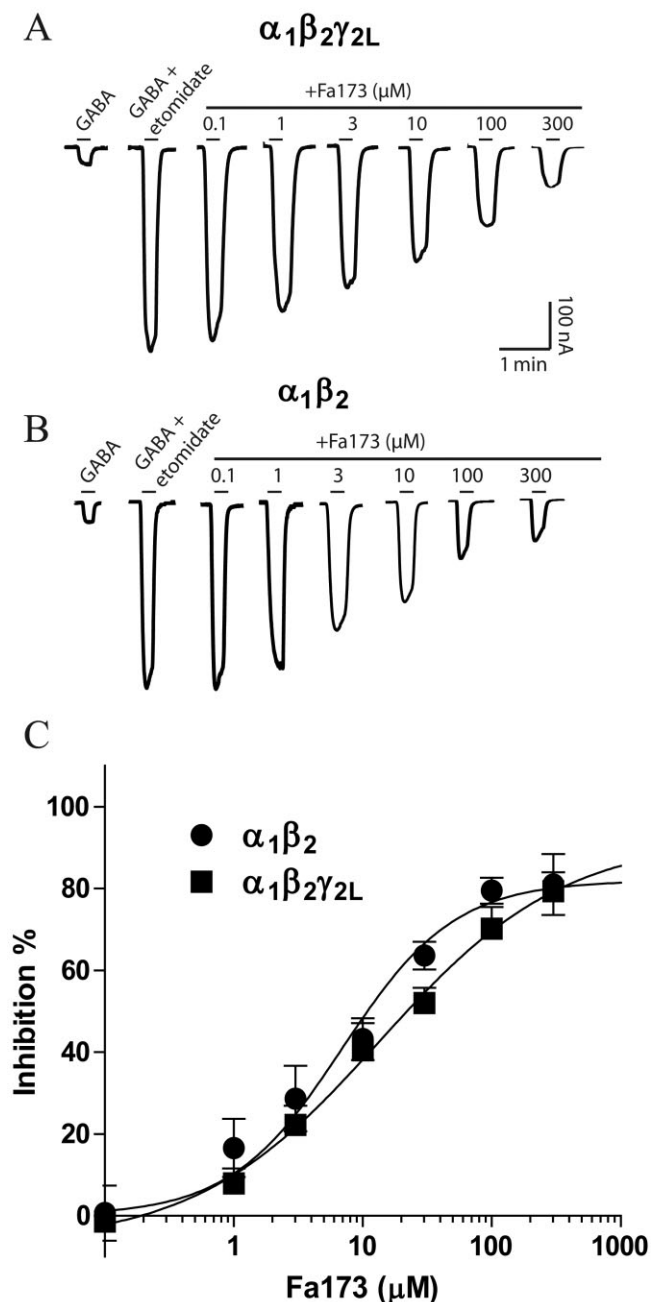 A
α1β2γ2L
GABA
GABA + etomidate
+Fa173 (μM)
0.1 1 3 10 100 300
100 nA
1 min
B
α1β2
GABA
GABA + etomidate
+Fa173 (μM)
0.1 1 3 10 100 300
C
100
80
60
40
20
0
Inhibition %
α1β2
α1β2γ2L
1 10 100 1000
Fa173 (μM)